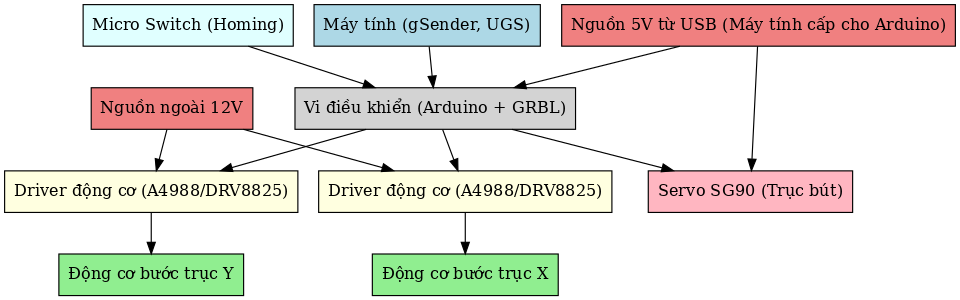 Micro Switch (Homing)
Máy tính (gSender, UGS)
Nguồn 5V từ USB (Máy tính cấp cho Arduino)
Nguồn ngoài 12V
Vi điều khiển (Arduino + GRBL)
Driver động cơ (A4988/DRV8825)
Driver động cơ (A4988/DRV8825)
Servo SG90 (Trục bút)
Động cơ bước trục Y
Động cơ bước trục X